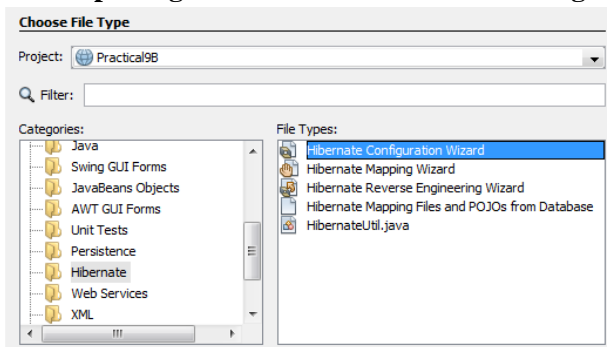 Choose File Type
Project: Practical9B
Filter:
Categories:
Java
Swing GUI Forms
JavaBeans Objects
AWT GUI Forms
Unit Tests
Persistence
Hibernate
Web Services
XML
File Types:
Hibernate Configuration Wizard
Hibernate Mapping Wizard
Hibernate Reverse Engineering Wizard
Hibernate Mapping Files and POJOs from Database
HibernateUtil.java